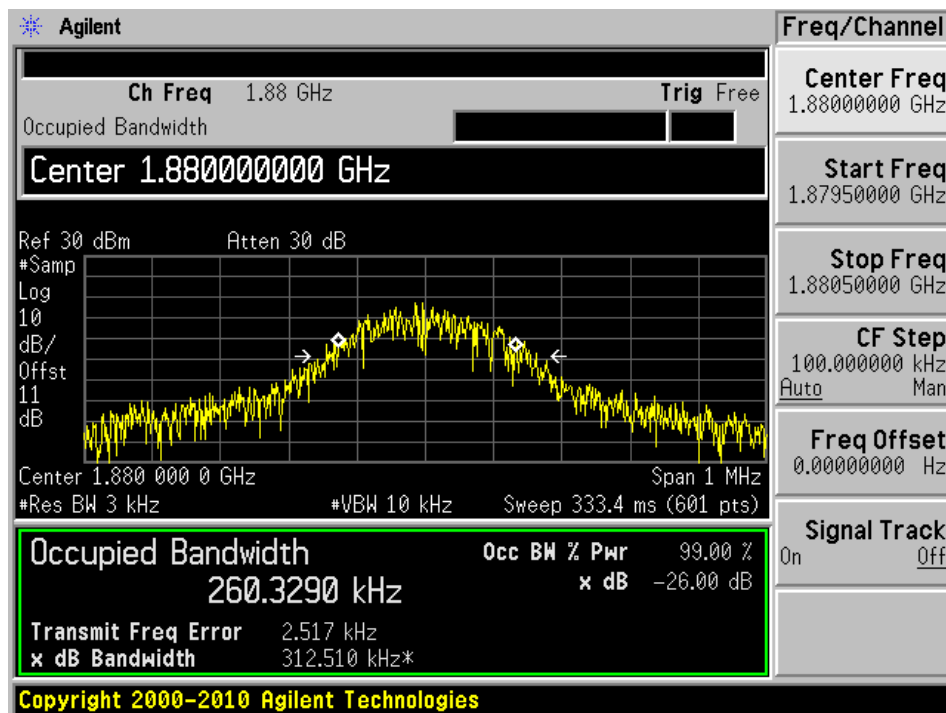 Agilent
Freq/Channel
Ch Freq 1.88 GHz Trig Free
Occupied Bandwidth
Center 1.880000000 GHz
Ref 30 dBm Atten 30 dB
#Samp
Log
10
dB/
Offst
11
dB
Center 1.880 000 0 GHz Span 1 MHz
#Res BW 3 kHz #VBW 10 kHz Sweep 333.4 ms (601 pts)
Occupied Bandwidth
260.3290 kHz
Occ BW % Pwr 99.00 %
x dB -26.00 dB
Transmit Freq Error 2.517 kHz
x dB Bandwidth 312.510 kHz*
Center Freq
1.88000000 GHz
Start Freq
1.87950000 GHz
Stop Freq
1.88050000 GHz
CF Step
100.000000 kHz
Auto Man
Freq Offset
0.00000000 Hz
Signal Track
On Off
Copyright 2000-2010 Agilent Technologies